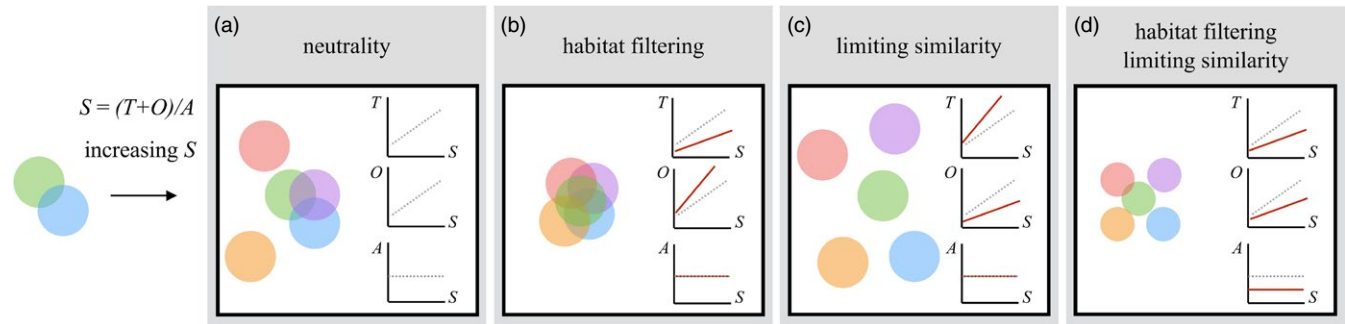 S = (T+O)/A
increasing S
(a)
neutrality
T
S
O
S
A
S
(b)
habitat filtering
T
S
O
S
A
S
(c)
limiting similarity
T
S
O
S
A
S
(d)
habitat filtering
limiting similarity
T
S
O
S
A
S